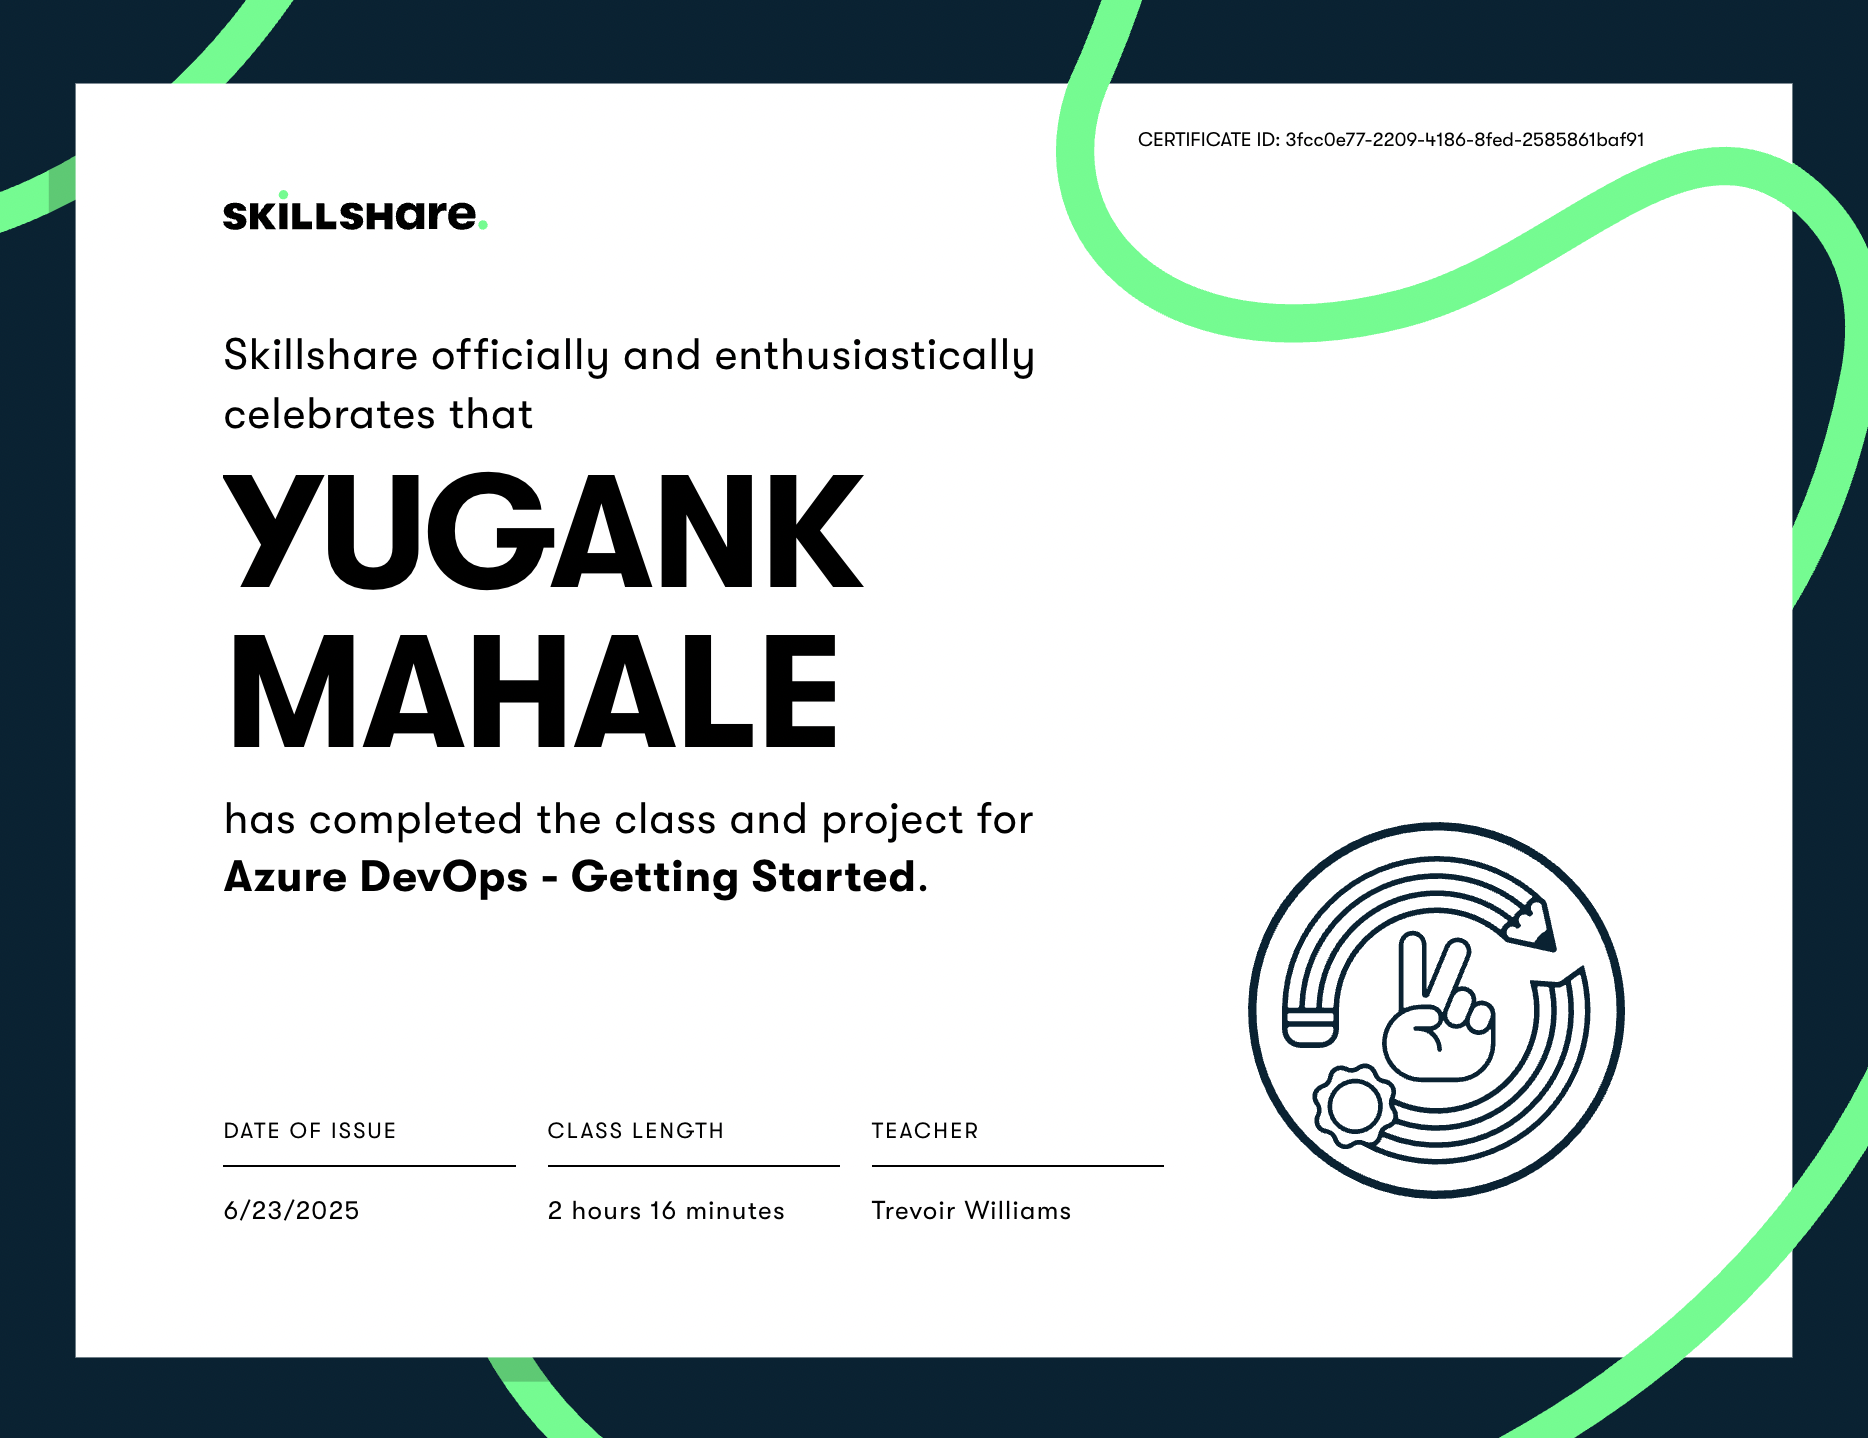 CERTIFICATE ID: 3fcc0e77-2209-4186-8fed-2585861baf91
SKiLLSHare.
Skillshare officially and enthusiastically
celebrates that
YUGANK
MAHALE
has completed the class and project for
Azure DevOps - Getting Started.
DATE OF ISSUE
CLASS LENGTH
TEACHER
6/23/2025
2 hours 16 minutes
Trevoir Williams